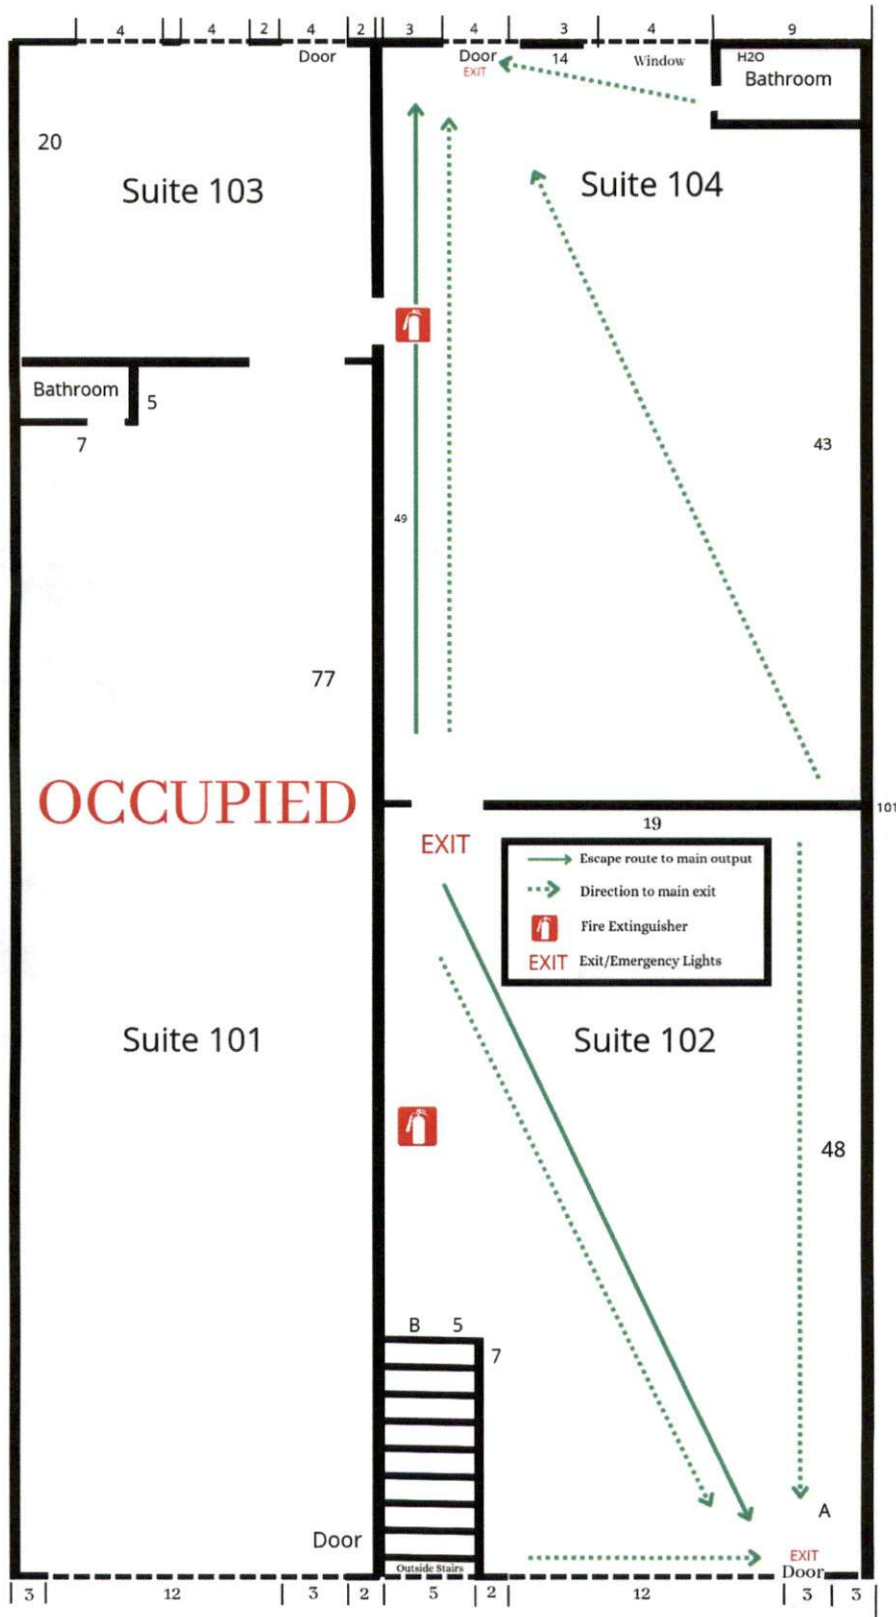 4 4 2 4 2 3 4 3 4 9
Door
Door
EXIT
14
Window
H2O
Bathroom
20
Suite 103
Suite 104
Bathroom
5
7
43
49
77
OCCUPIED
101
19
EXIT
Escape route to main output
Direction to main exit
Fire Extinguisher
EXIT Exit/Emergency Lights
Suite 101
Suite 102
48
B 5
7
A
Door
Outside Stairs
EXIT
Door
3 12 3 2 5 2 12 3 3